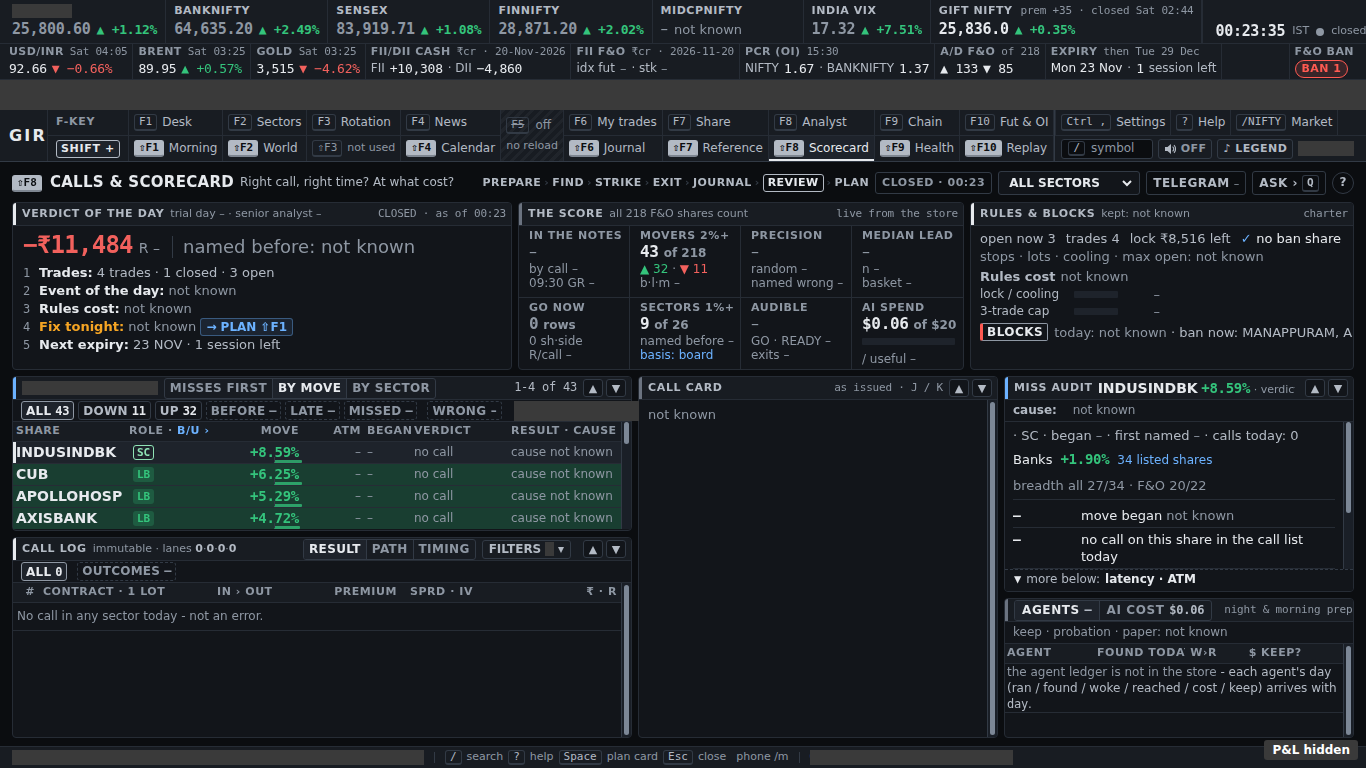 25,800.60 ▲ +1.12%
BANKNIFTY
64,635.20 ▲ +2.49%
SENSEX
83,919.71 ▲ +1.08%
FINNIFTY
28,871.20 ▲ +2.02%
MIDCPNIFTY
– not known
INDIA VIX
17.32 ▲ +7.51%
GIFT NIFTY prem +35 · closed Sat 02:44
25,836.0 ▲ +0.35%
00:23:35 IST ● closed
USD/INR Sat 04:05
92.66 ▼ −0.66%
BRENT Sat 03:25
89.95 ▲ +0.57%
GOLD Sat 03:25
3,515 ▼ −4.62%
FII/DII CASH ₹cr · 20-Nov-2026
FII +10,308 · DII −4,860
FII F&O ₹cr · 2026-11-20
idx fut – · stk –
PCR (OI) 15:30
NIFTY 1.67 · BANKNIFTY 1.37
A/D F&O of 218
▲ 133 ▼ 85
EXPIRY then Tue 29 Dec
Mon 23 Nov · 1 session left
F&O BAN
BAN 1
GIR
F-KEY
F1 Desk
F2 Sectors
F3 Rotation
F4 News
F5 off
F6 My trades
F7 Share
F8 Analyst
F9 Chain
F10 Fut & OI
Ctrl , Settings
? Help
/NIFTY Market
SHIFT +
⇧F1 Morning
⇧F2 World
⇧F3 not used
⇧F4 Calendar
no reload
⇧F6 Journal
⇧F7 Reference
⇧F8 Scorecard
⇧F9 Health
⇧F10 Replay
/ symbol
OFF
♪ LEGEND
⇧F8 CALLS & SCORECARD Right call, right time? At what cost?
PREPARE › FIND › STRIKE › EXIT › JOURNAL › REVIEW › PLAN
CLOSED · 00:23
ALL SECTORS
TELEGRAM –
ASK › Q
?
VERDICT OF THE DAY trial day – · senior analyst – CLOSED · as of 00:23
−₹11,484 R – named before: not known
1 Trades: 4 trades · 1 closed · 3 open
2 Event of the day: not known
3 Rules cost: not known
4 Fix tonight: not known → PLAN ⇧F1
5 Next expiry: 23 NOV · 1 session left
THE SCORE all 218 F&O shares count live from the store
IN THE NOTES
–
by call –
09:30 GR –
MOVERS 2%+
43 of 218
▲ 32 · ▼ 11
b·l·m –
PRECISION
–
random –
named wrong –
MEDIAN LEAD
–
n –
basket –
GO NOW
0 rows
0 sh·side
R/call –
SECTORS 1%+
9 of 26
named before –
basis: board
AUDIBLE
–
GO · READY –
exits –
AI SPEND
$0.06 of $20
/ useful –
RULES & BLOCKS kept: not known charter
open now 3 trades 4 lock ₹8,516 left ✓ no ban share
stops · lots · cooling · max open: not known
Rules cost not known
lock / cooling –
3-trade cap –
BLOCKS today: not known · ban now: MANAPPURAM, A
MISSES FIRST BY MOVE BY SECTOR 1-4 of 43 ▲ ▼
ALL 43 DOWN 11 UP 32 BEFORE – LATE – MISSED – WRONG –
SHARE ROLE · B/U › MOVE ATM BEGAN VERDICT RESULT · CAUSE
INDUSINDBK SC +8.59% – – no call cause not known
CUB LB +6.25% – – no call cause not known
APOLLOHOSP LB +5.29% – – no call cause not known
AXISBANK LB +4.72% – – no call cause not known
CALL LOG immutable · lanes 0·0·0·0 RESULT PATH TIMING FILTERS ▾ ▲ ▼
ALL 0 OUTCOMES –
# CONTRACT · 1 LOT IN › OUT PREMIUM SPRD · IV ₹ · R
No call in any sector today - not an error.
CALL CARD as issued · J / K ▲ ▼
not known
MISS AUDIT INDUSINDBK +8.59% · verdic ▲ ▼
cause: not known
· SC · began – · first named – · calls today: 0
Banks +1.90% 34 listed shares
breadth all 27/34 · F&O 20/22
– move began not known
– no call on this share in the call list
today
▾ more below: latency · ATM
AGENTS – AI COST $0.06 night & morning prep
keep · probation · paper: not known
AGENT FOUND TODA W›R $ KEEP?
the agent ledger is not in the store - each agent's day
(ran / found / woke / reached / cost / keep) arrives with
day.
/ search ? help Space plan card Esc close phone /m
P&L hidden